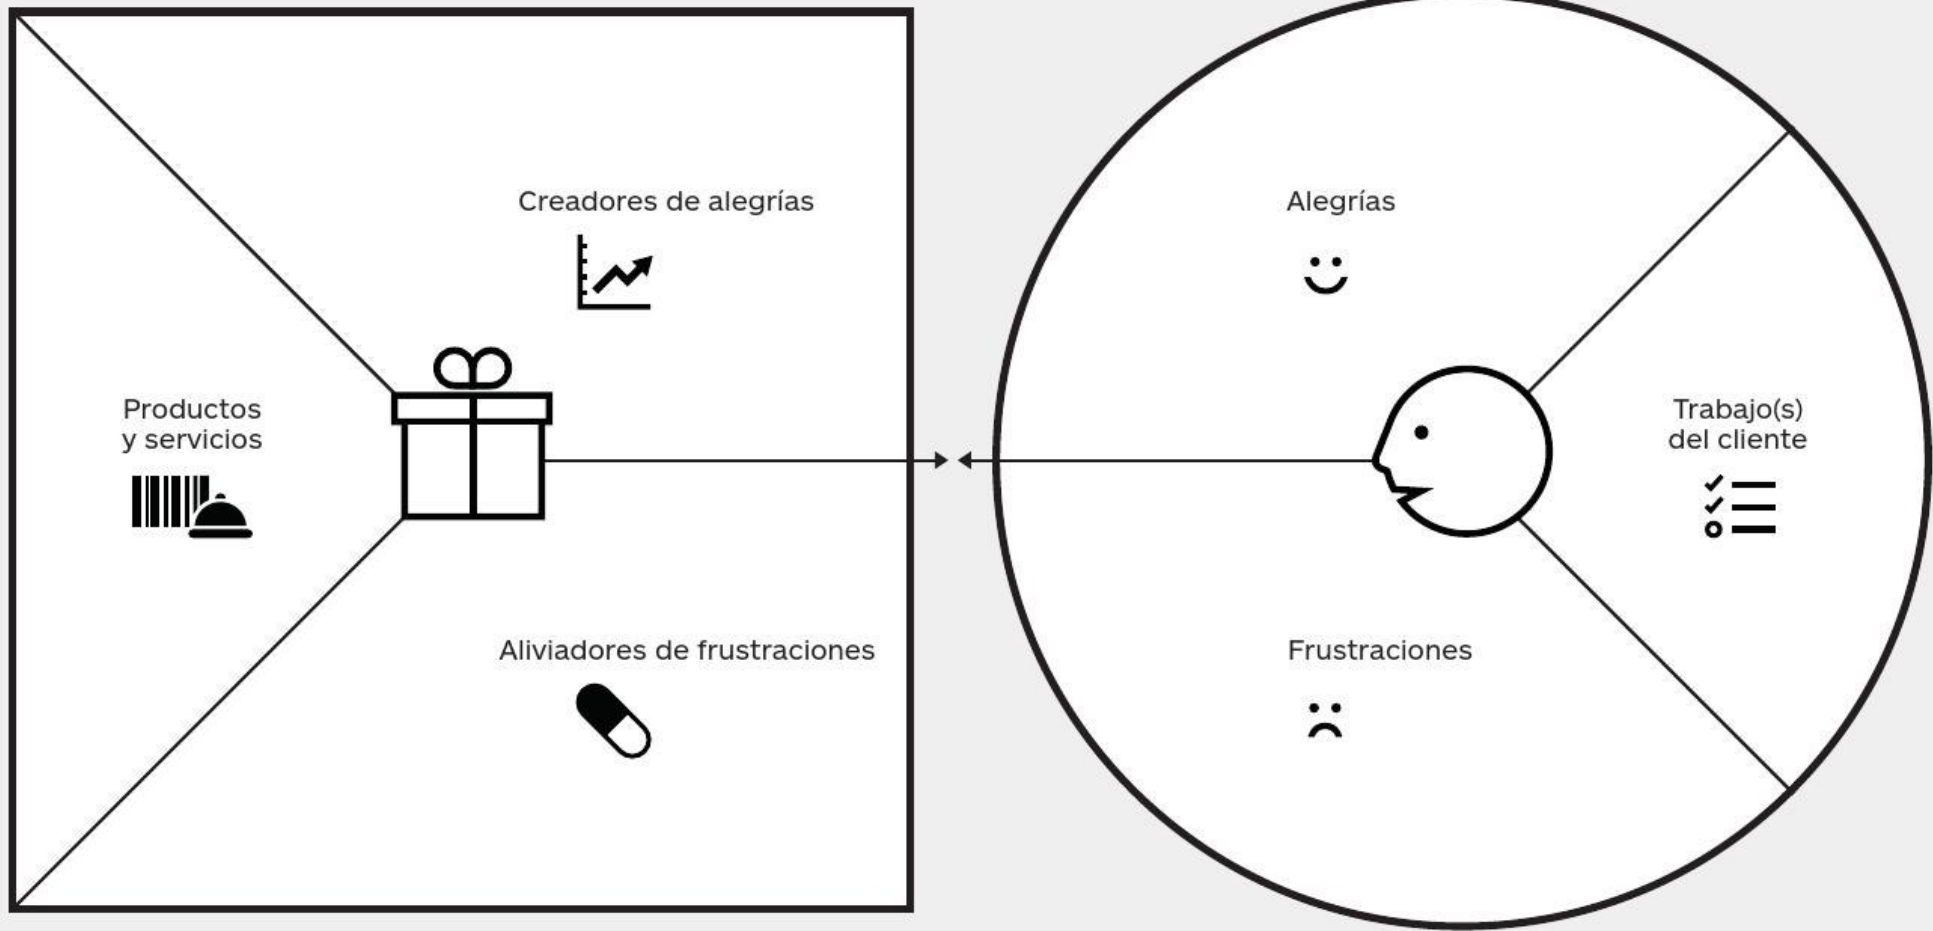 Creadores de alegrías
Productos
y servicios
Aliviadores de frustraciones
Alegrías
Trabajo(s)
del cliente
Frustraciones